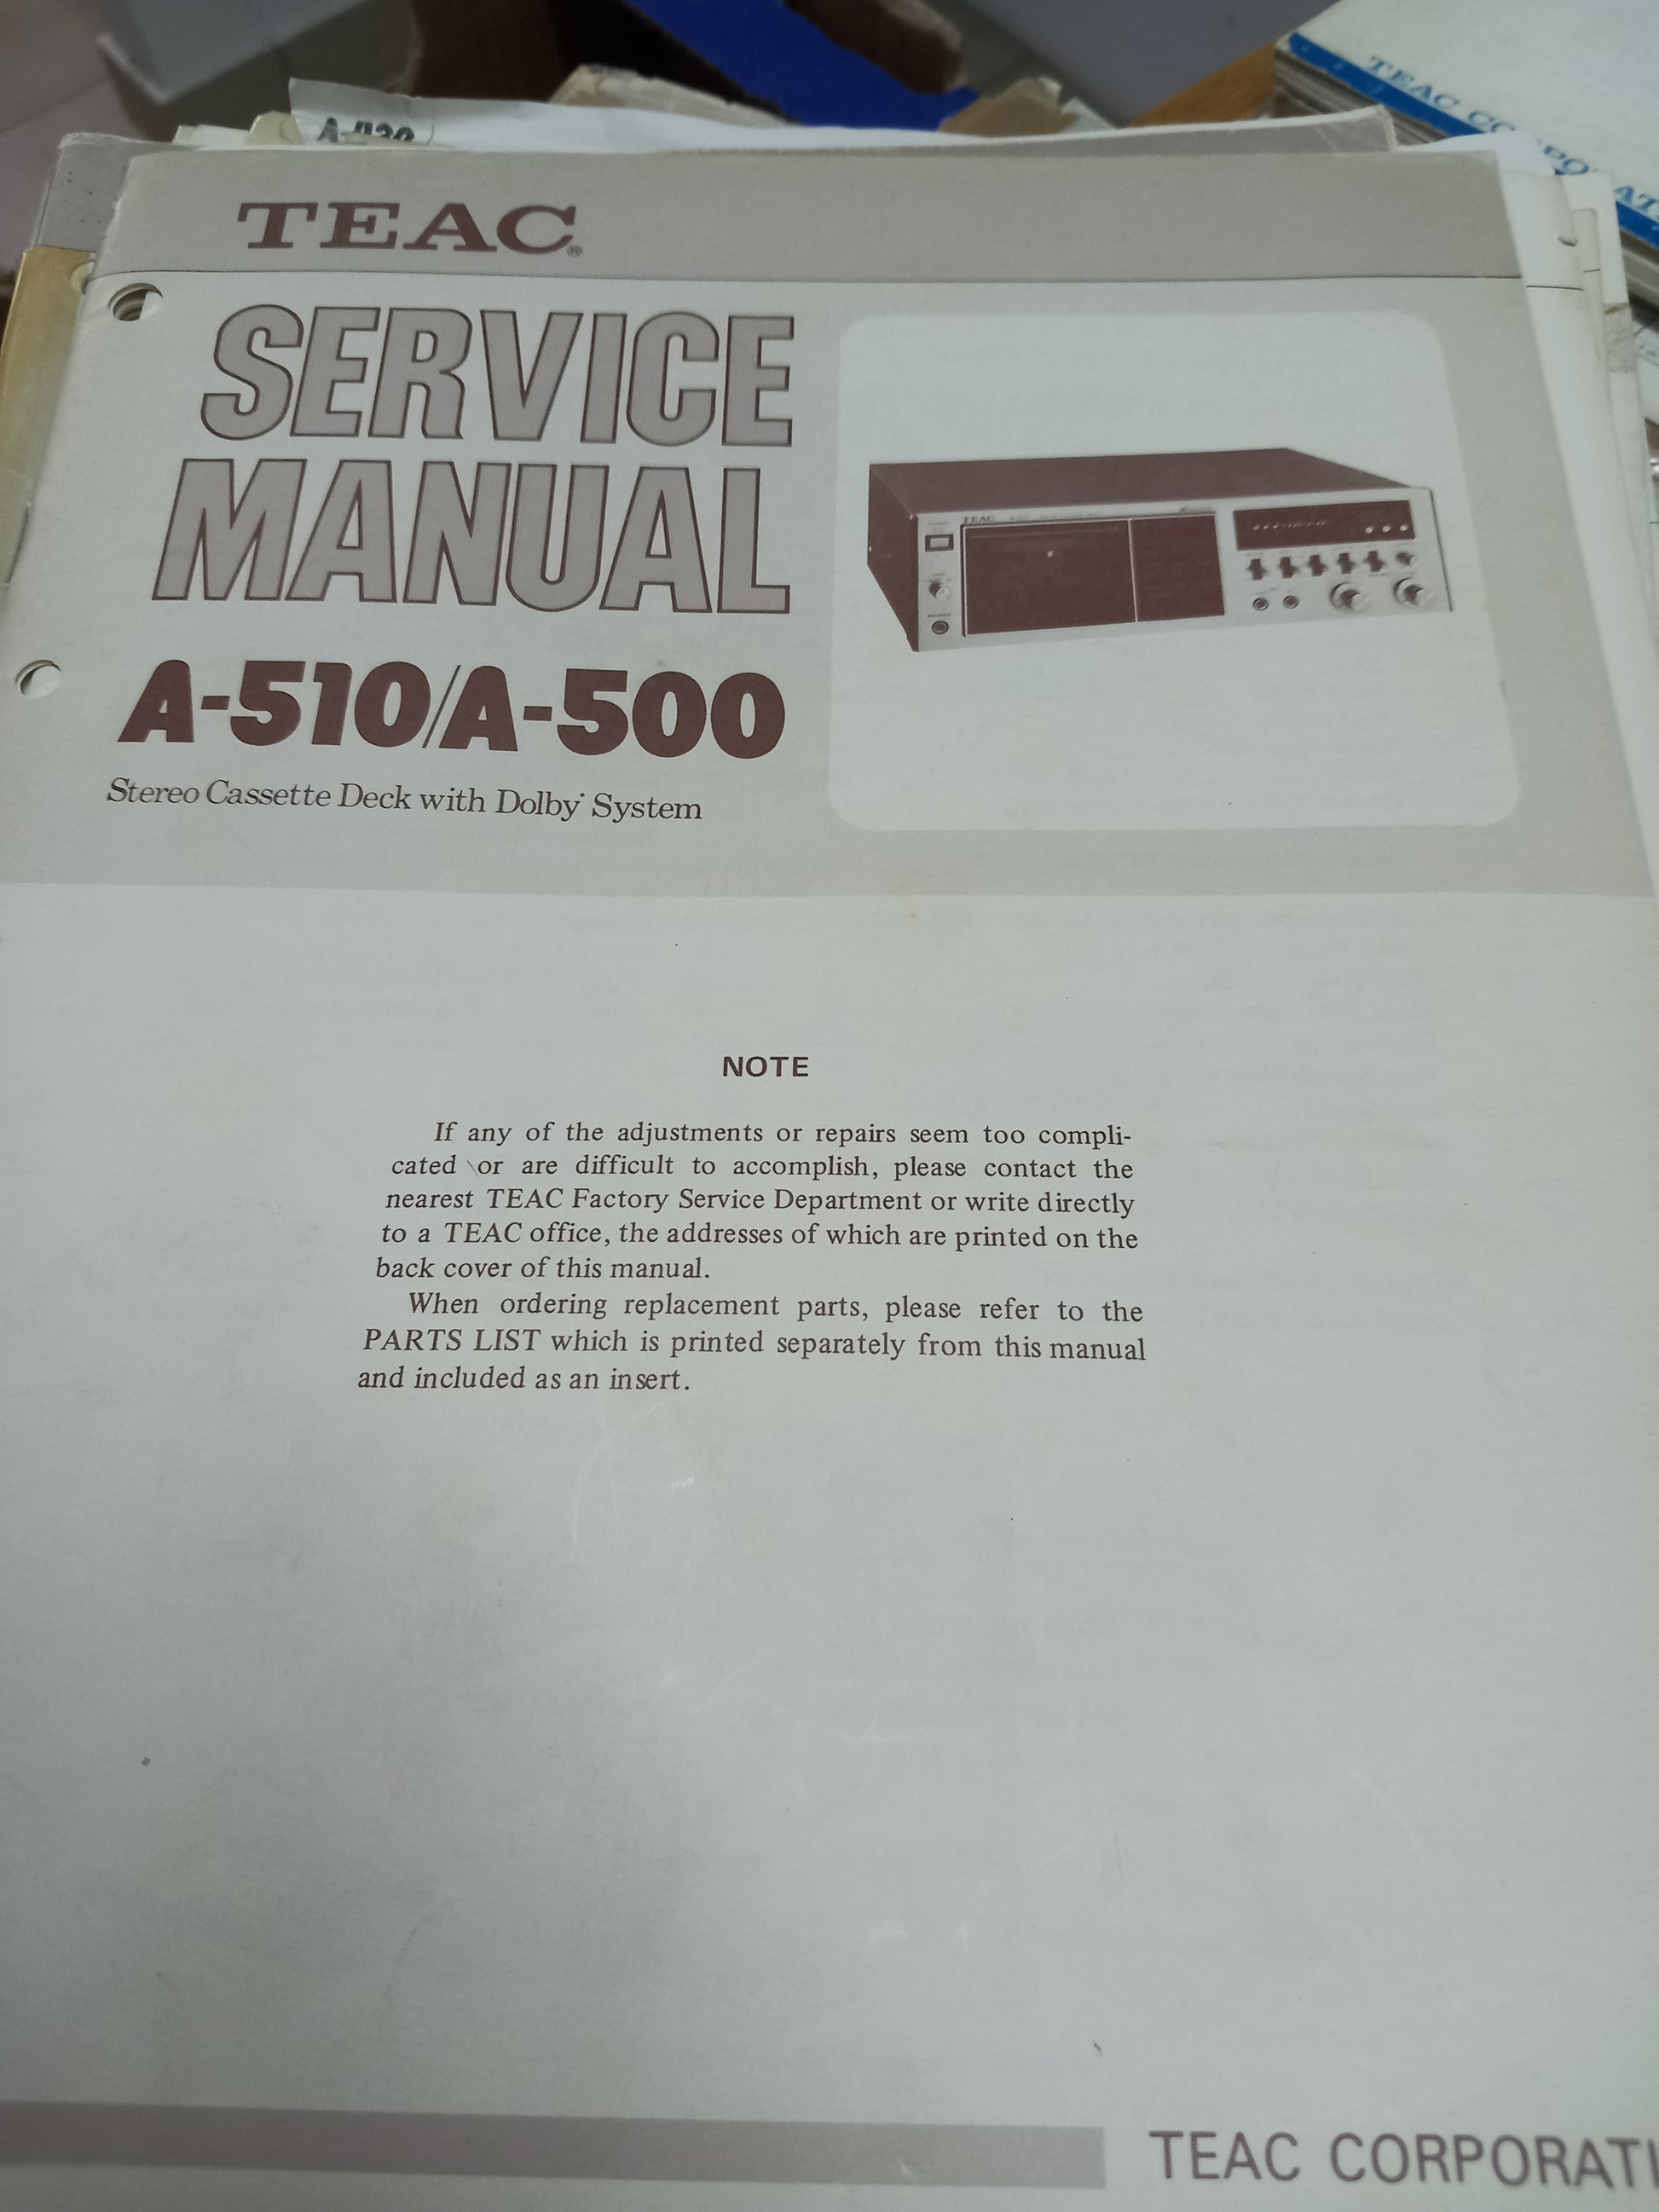 TEAC CORPORAT
TEAC®
SERVICE
MANUAL
A-510/A-500
Stereo Cassette Deck with Dolby* System
TEAC
NOTE
If any of the adjustments or repairs seem too compli-
cated or are difficult to accomplish, please contact the
nearest TEAC Factory Service Department or write directly
to a TEAC office, the addresses of which are printed on the
back cover of this manual.
When ordering replacement parts, please refer to the
PARTS LIST which is printed separately from this manual
and included as an insert.
TEAC CORPORATI